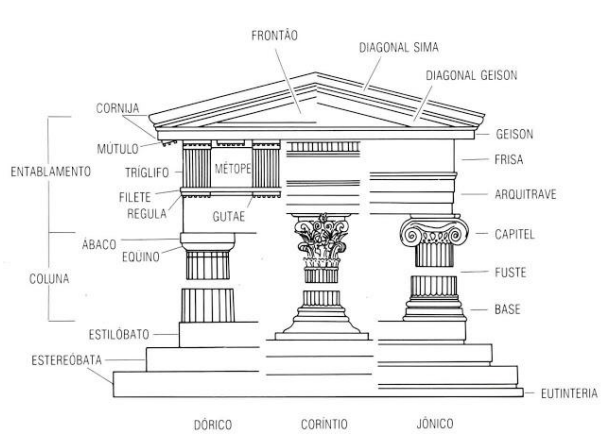 FRONTÃO
DIAGONAL SIMA
DIAGONAL GEISON
CORNIJA
GEISON
MÚTULO
FRISA
ENTABLAMENTO
TRÍGLIFO
MÉTOPE
FILETE
ARQUITRAVE
REGULA
GUTAE
CAPITEL
ÁBACO
EQÜINO
FUSTE
COLUNA
BASE
ESTILÓBATO
ESTEREÓBATA
EUTINTERIA
DÓRICO
CORÍNTIO
JÔNICO